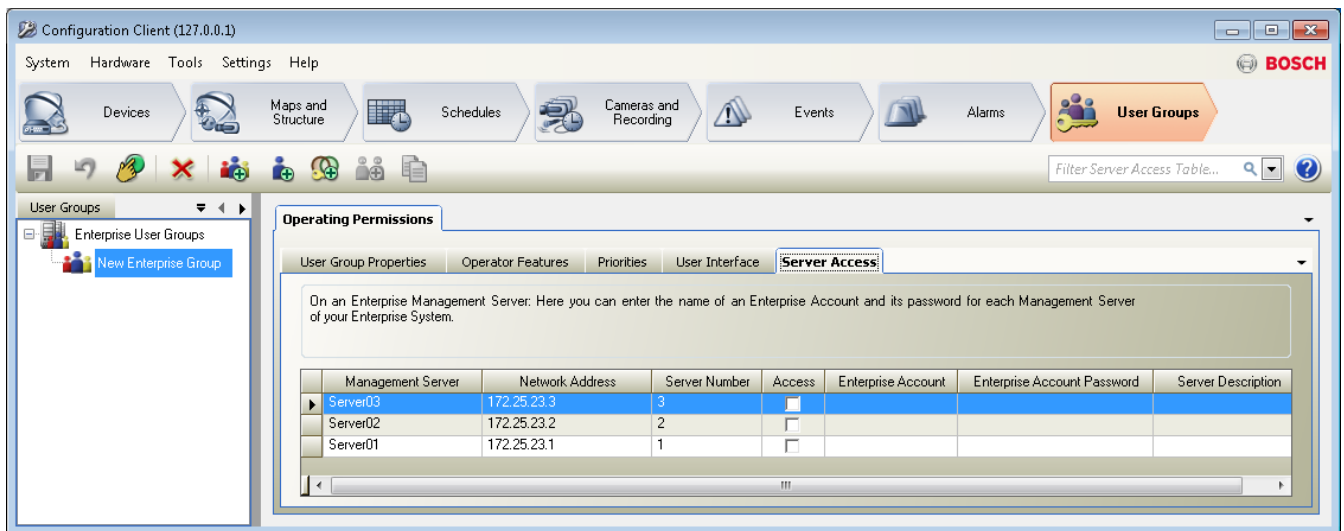 Configuration Client (127.0.0.1)
System Hardware Tools Settings Help
BOSCH
Devices
Maps and Structure
Schedules
Cameras and Recording
Events
Alarms
User Groups
Filter Server Access Table...
User Groups
Enterprise User Groups
New Enterprise Group
Operating Permissions
User Group Properties Operator Features Priorities User Interface Server Access
On an Enterprise Management Server: Here you can enter the name of an Enterprise Account and its password for each Management Server
of your Enterprise System.
Management Server Network Address Server Number Access Enterprise Account Enterprise Account Password Server Description
Server03 172.25.23.3 3
Server02 172.25.23.2 2
Server01 172.25.23.1 1